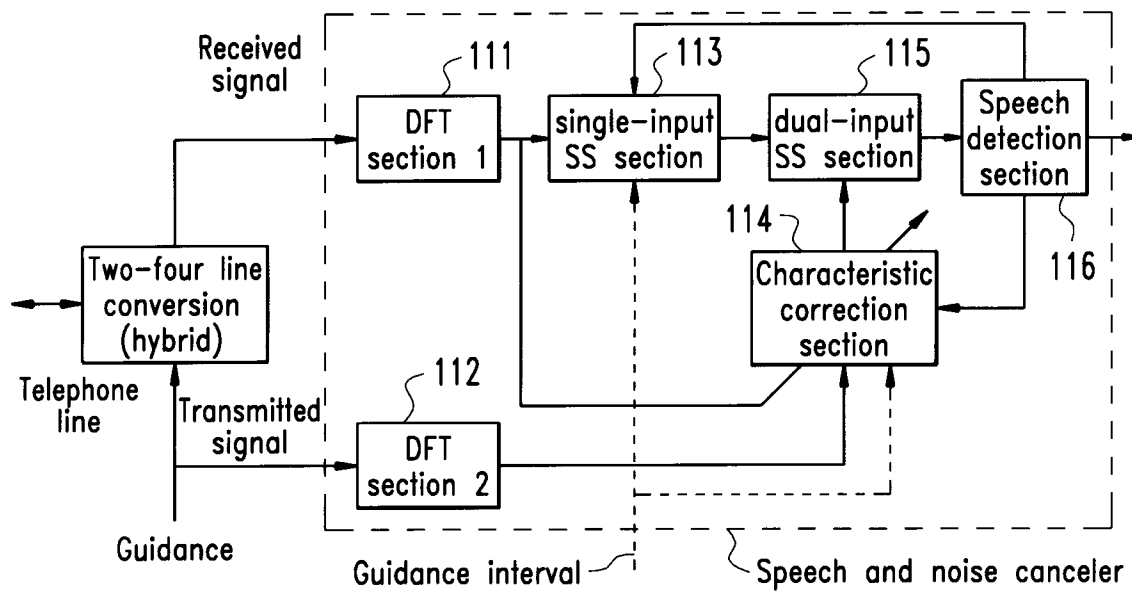 Received
signal
111
DFT
section 1
113
single-input
SS section
115
dual-input
SS section
Speech
detection
section
116
114
Characteristic
correction
section
Two-four line
conversion
(hybrid)
Telephone
line
Transmitted
signal
112
DFT
section 2
Guidance
Guidance interval
Speech and noise canceler